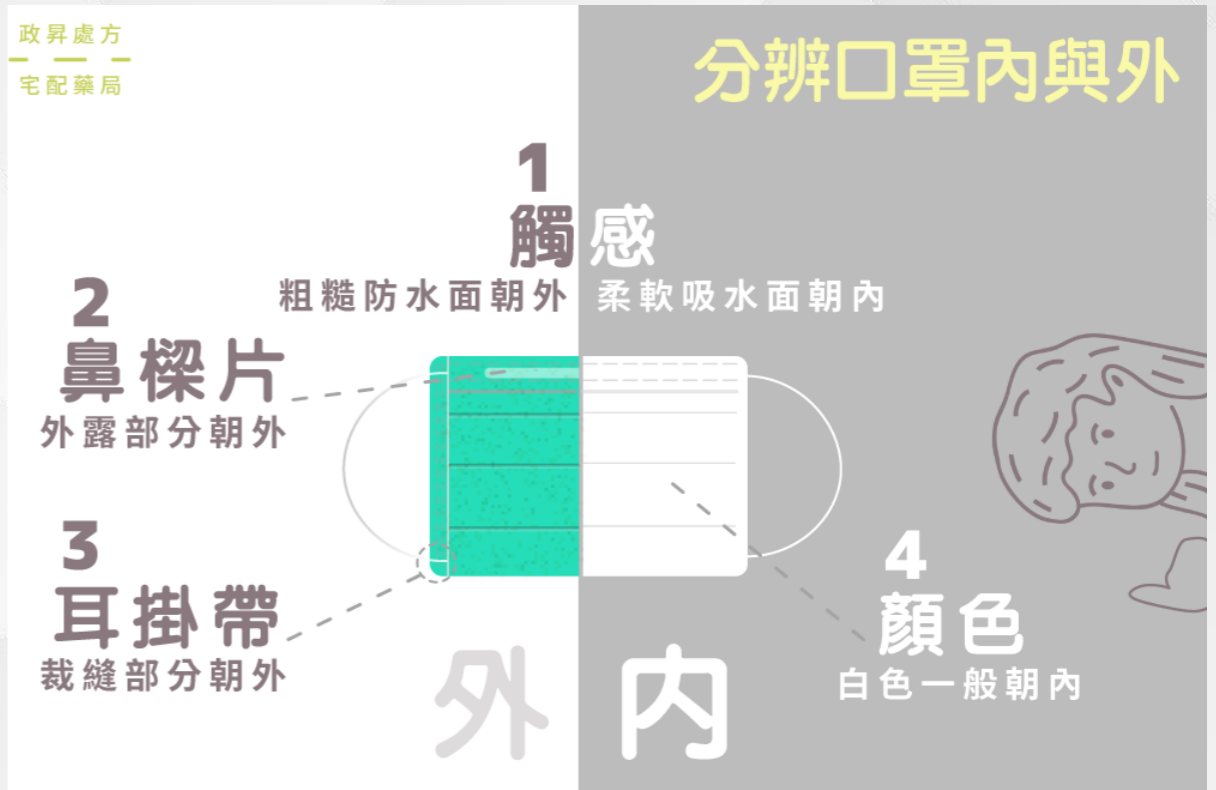 政昇處方
宅配藥局
分辨口罩內與外
1
觸感
粗糙防水面朝外 柔軟吸水面朝內
2
鼻樑片
外露部分朝外
3
耳掛帶
裁縫部分朝外
4
顏色
白色一般朝內
外 內